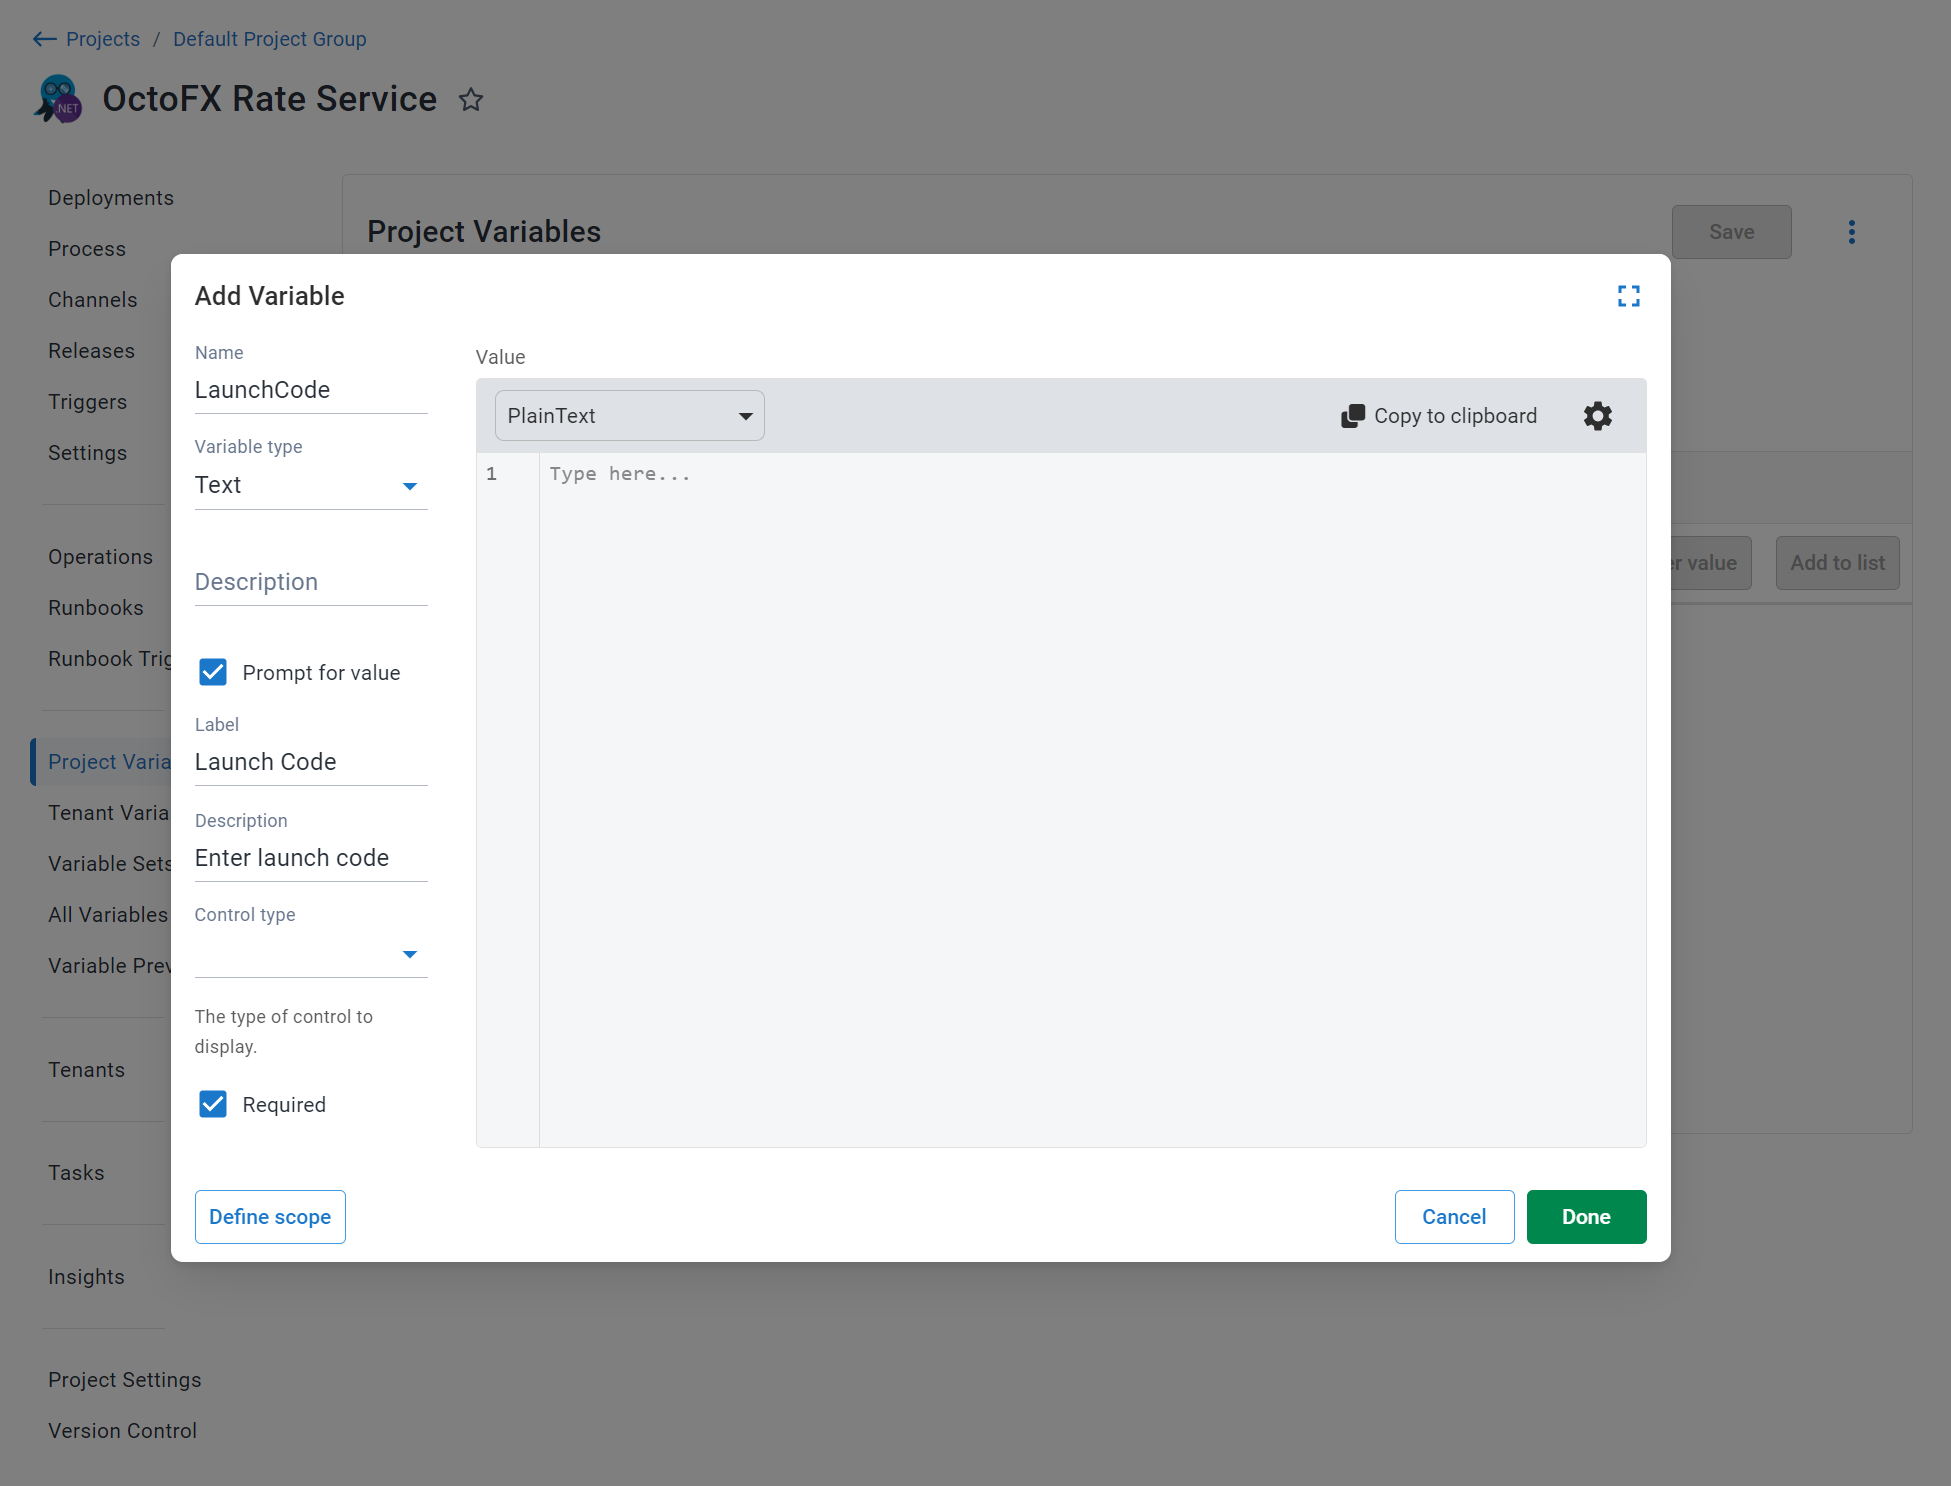 Projects / Default Project Group
.NET
OctoFX Rate Service
Deployments
Process
Channels
Releases
Triggers
Settings
Operations
Runbooks
Runbook Trig
Project Varia
Tenant Varia
Variable Sets
All Variables
Variable Prev
Tenants
Tasks
Insights
Project Settings
Version Control
Project Variables
Save
er value
Add to list
Add Variable
Name
LaunchCode
Variable type
Text
Description
Prompt for value
Label
Launch Code
Description
Enter launch code
Control type
The type of control to
display.
Required
Value
PlainText
Copy to clipboard
1
Type here...
Define scope
Cancel
Done